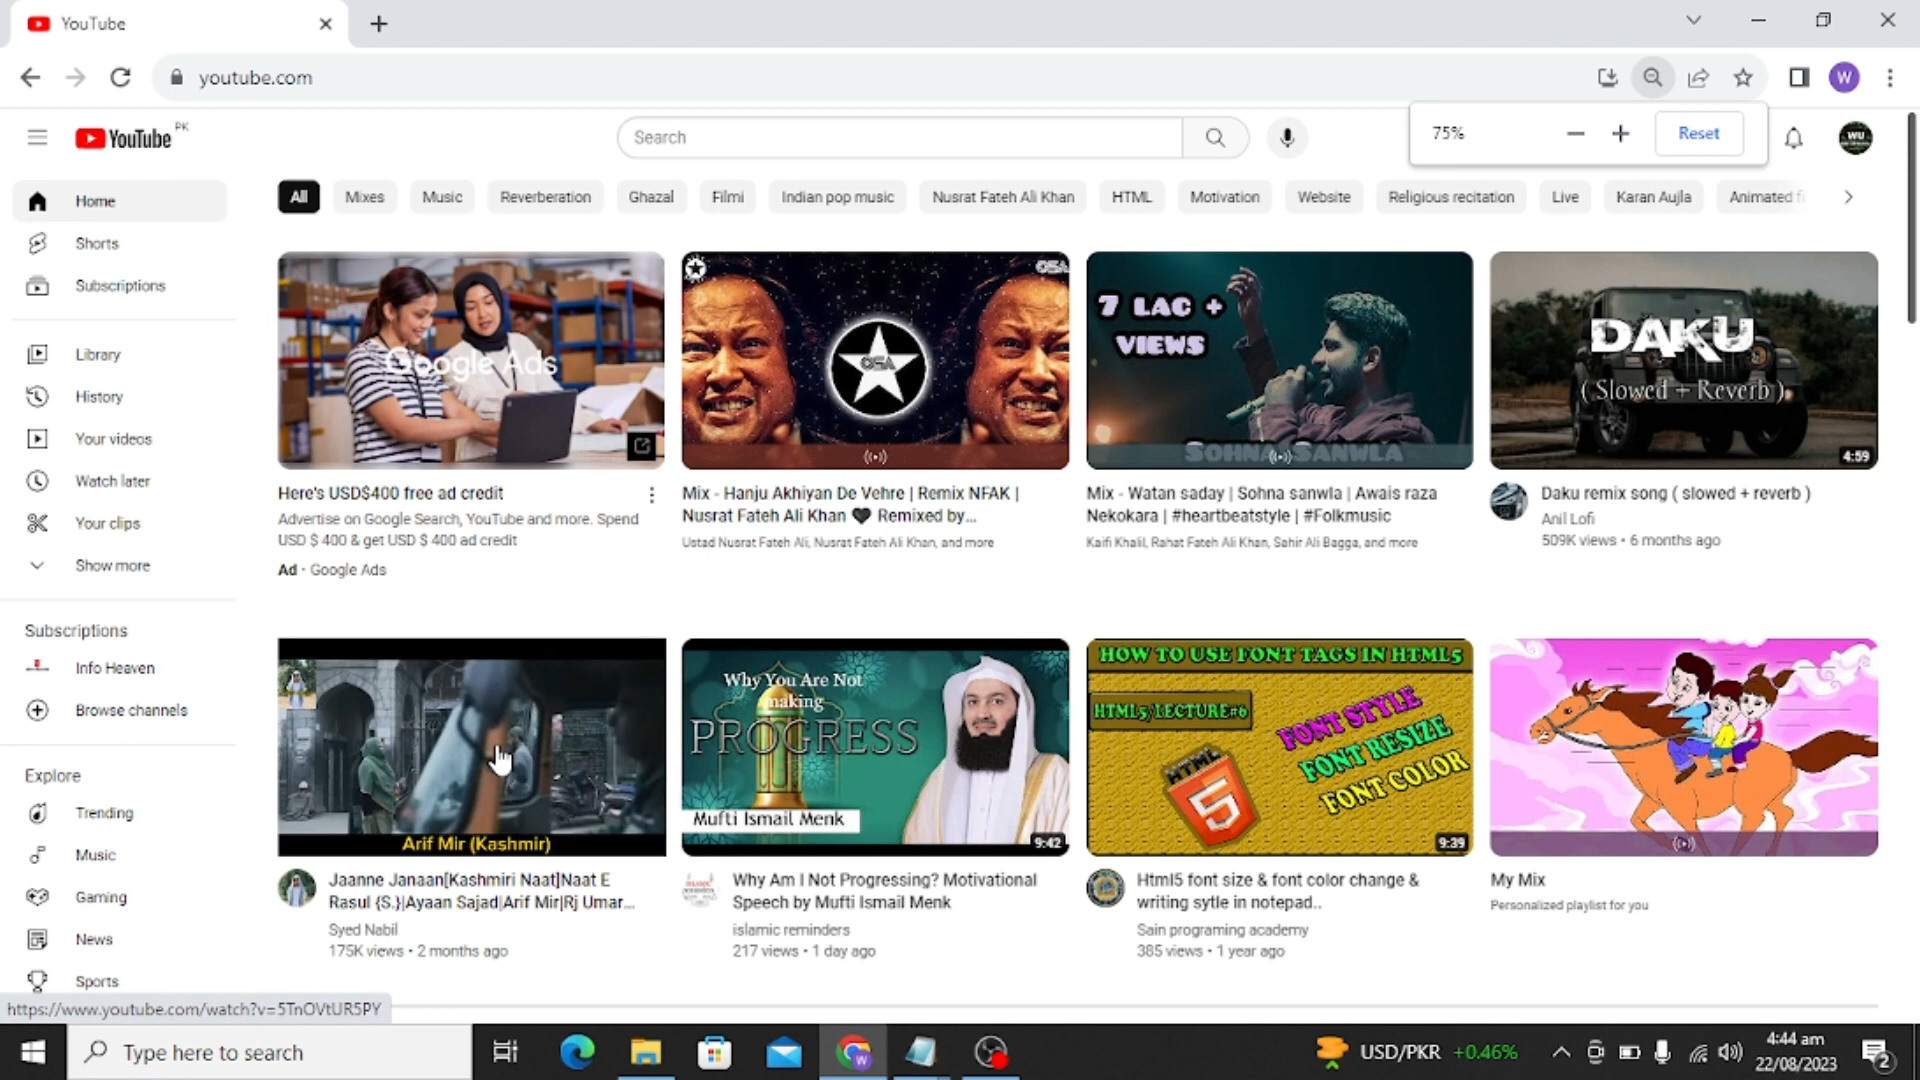 YouTube
youtube.com
75%
Reset
YouTube PK
Search
WU
W
Home
Shorts
Subscriptions
Library
History
Your videos
Watch later
Your clips
Show more
Subscriptions
Info Heaven
Browse channels
Explore
Trending
Music
Gaming
News
Sports
All
Mixes
Music
Reverberation
Ghazal
Filmi
Indian pop music
Nusrat Fateh Ali Khan
HTML
Motivation
Website
Religious recitation
Live
Karan Aujla
Animated fi
Google Ads
Here's USD$400 free ad credit
Advertise on Google Search, YouTube and more. Spend
USD $ 400 & get USD $ 400 ad credit
Ad · Google Ads
OSA
OSA
Mix - Hanju Akhiyan De Vehre | Remix NFAK |
Nusrat Fateh Ali Khan 🖤 Remixed by...
Ustad Nusrat Fateh Ali, Nusrat Fateh Ali Khan, and more
7 LAC +
VIEWS
SOHNA SANWLA
Mix - Watan saday | Sohna sanwla | Awais raza
Nekokara | #heartbeatstyle | #Folkmusic
Kaifi Khalil, Rahat Fateh Ali Khan, Sahir Ali Bagga, and more
DAKU
( Slowed + Reverb )
4:59
Daku remix song ( slowed + reverb )
Anil Lofi
509K views • 6 months ago
Arif Mir (Kashmir)
Jaanne Janaan[Kashmiri Naat]Naat E
Rasul {S.}|Ayaan Sajad|Arif Mir|Rj Umar...
Syed Nabil
175K views • 2 months ago
Why You Are Not
making
PROGRESS
Mufti Ismail Menk
9:42
Why Am I Not Progressing? Motivational
Speech by Mufti Ismail Menk
islamic reminders
217 views • 1 day ago
HOW TO USE FONT TAGS IN HTML5
HTML5/LECTURE#6
FONT STYLE
FONT RESIZE
FONT COLOR
HTML
5
9:39
Html5 font size & font color change &
writing sytle in notepad..
Sain programing academy
385 views • 1 year ago
My Mix
Personalized playlist for you
https://www.youtube.com/watch?v=5TnOVtUR5PY
Type here to search
W
USD/PKR +0.46%
4:44 am
22/08/2023
2